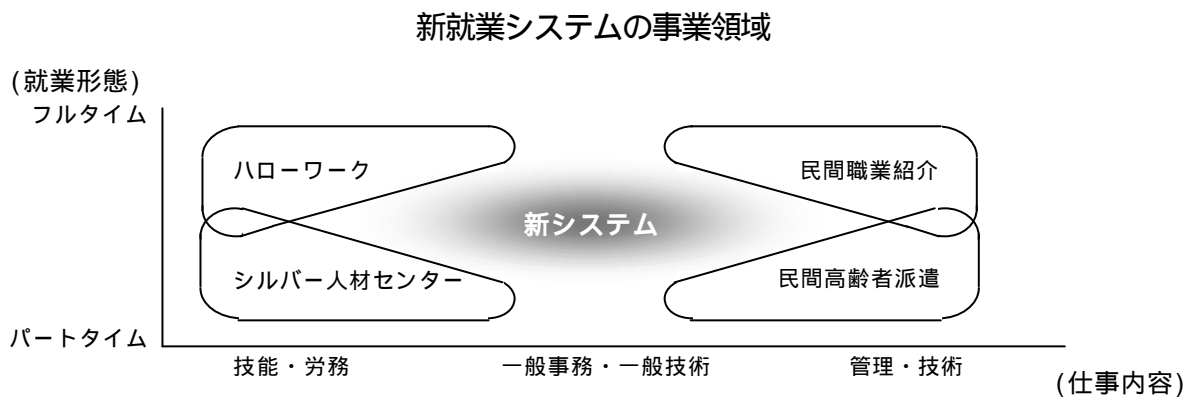 新就業システムの事業領域
(就業形態)
フルタイム
ハローワーク
民間職業紹介
新システム
シルバー人材センター
民間高齢者派遣
パートタイム
技能・労務
一般事務・一般技術
管理・技術
(仕事内容)